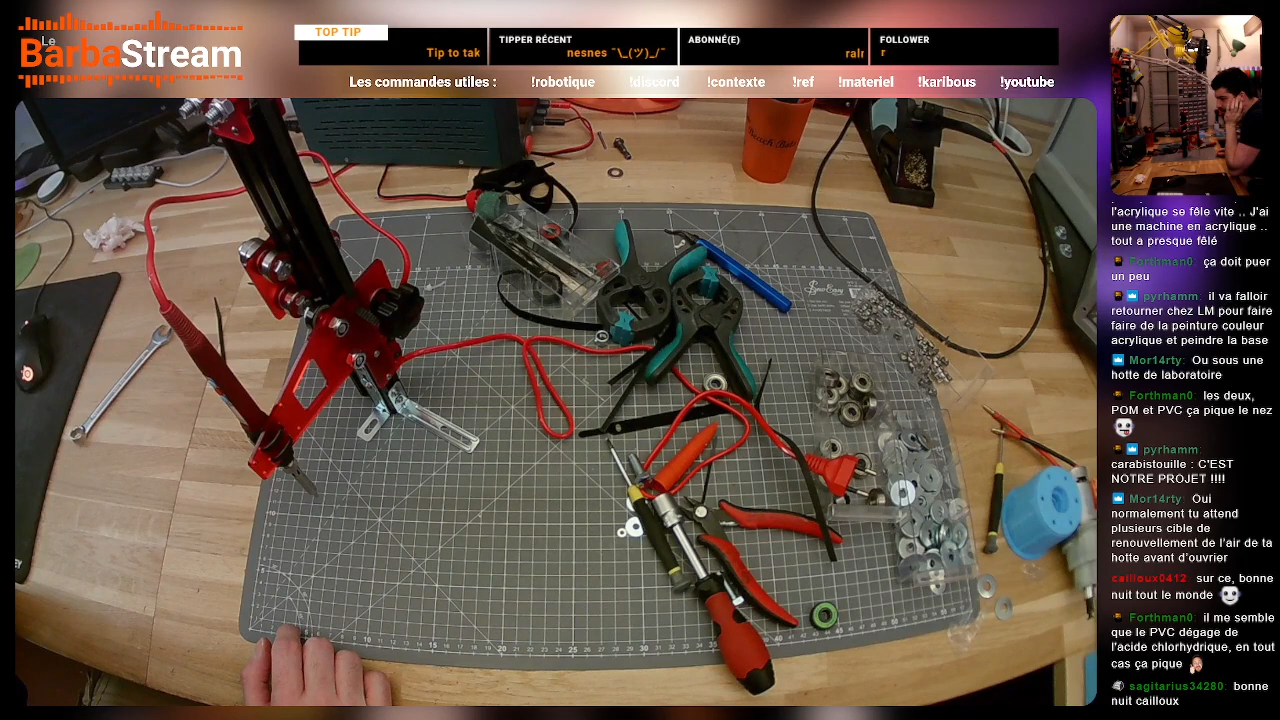 Le
BarbaStream
TOP TIP
Tip to tak
TIPPER RÉCENT
nesnes ¯\_(ツ)_/¯
ABONNÉ(E)
ralr
FOLLOWER
r
Les commandes utiles : !robotique !discord !contexte !ref !materiel !karibous !youtube
l'acrylique se fêle vite .. J'ai
une machine en acrylique ..
tout a presque fêlé
Forthman0: ça doit puer
un peu
pyrhamm: il va falloir
retourner chez LM pour faire
faire de la peinture couleur
acrylique et peindre la base
Mor14rty: Ou sous une
hotte de laboratoire
Forthman0: les deux,
POM et PVC ça pique le nez
pyrhamm:
carabistouille : C'EST
NOTRE PROJET !!!!
Mor14rty: Oui
normalement tu attend
plusieurs cible de
renouvellement de l'air de ta
hotte avant d'ouvrier
cailloux0412 sur ce, bonne
nuit tout le monde
Forthman0: il me semble
que le PVC dégage de
l'acide chlorhydrique, en tout
cas ça pique
sagitarius34280: bonne
nuit cailloux